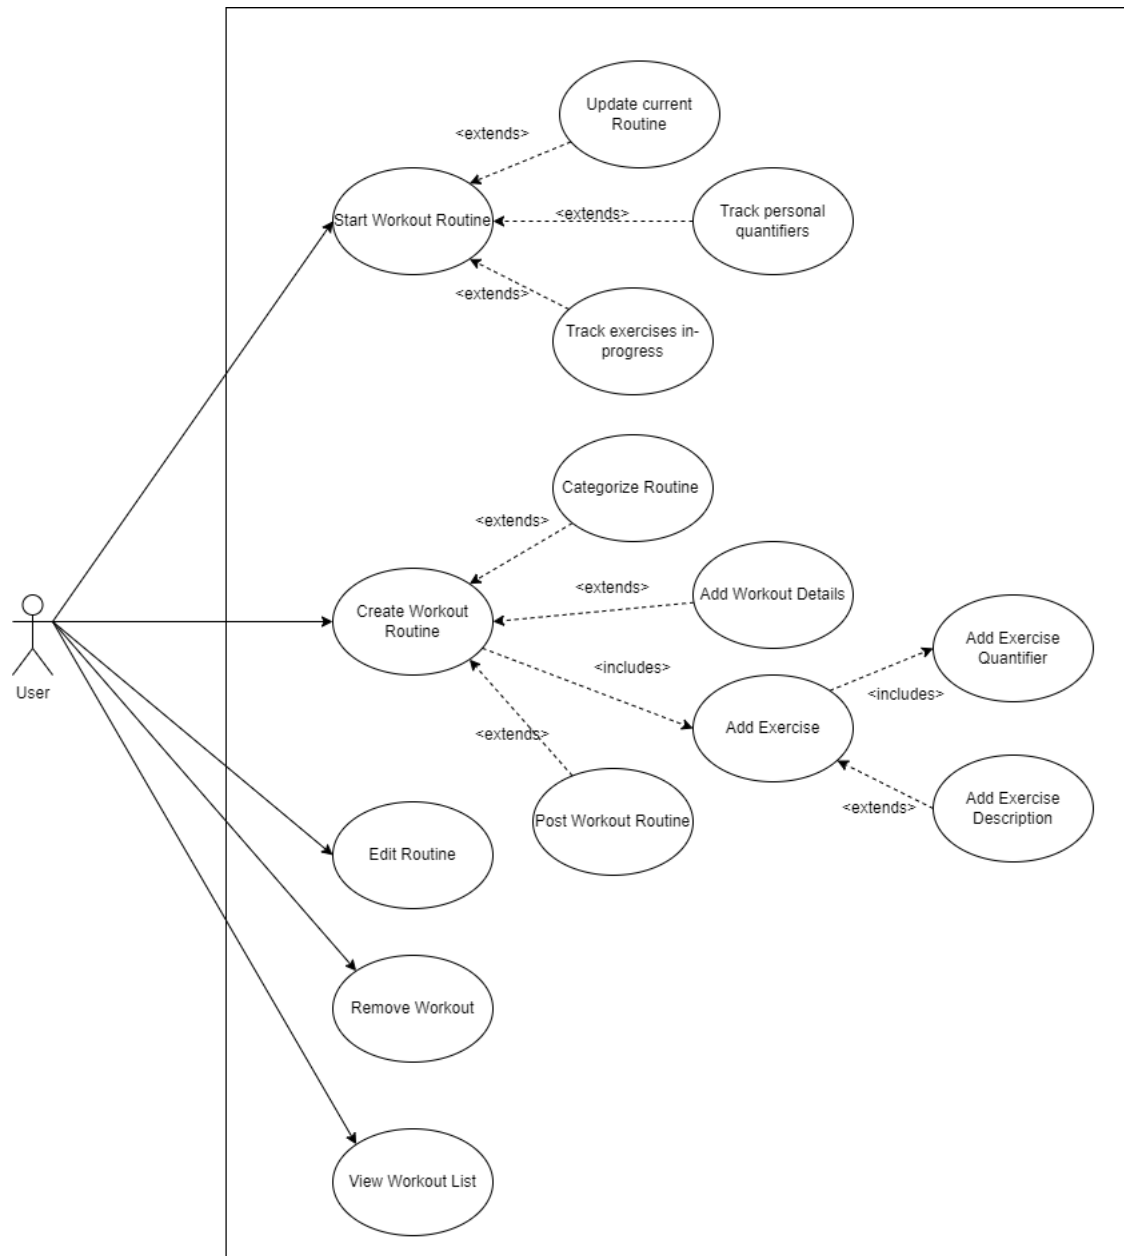 Update current
Routine
<extends>
Start Workout Routine
<extends>
Track personal
quantifiers
<extends>
Track exercises in-
progress
Categorize Routine
<extends>
<extends>
Add Workout Details
Create Workout
Routine
Add Exercise
Quantifier
<includes>
<includes>
User
Add Exercise
<extends>
Post Workout Routine
<extends>
Add Exercise
Description
Edit Routine
Remove Workout
View Workout List